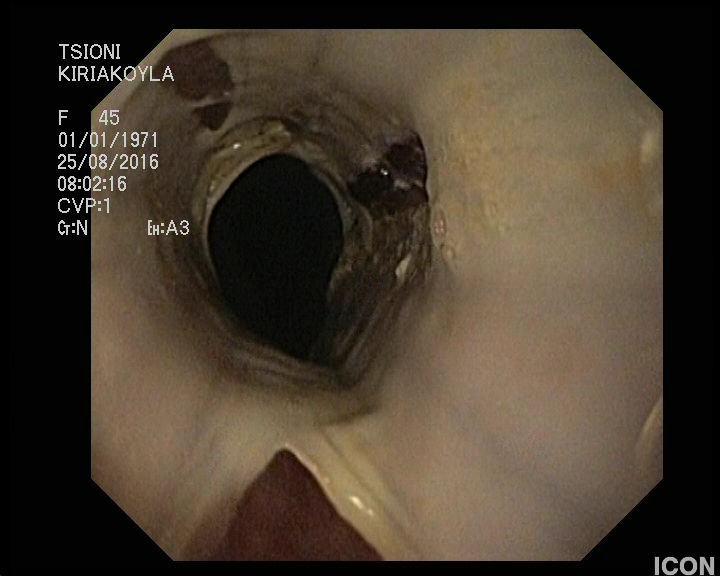 TSIONI
KIRIAKOYLA
F 45
01/01/1971
25/08/2016
08:02:16
CVP:1
Cr:N EH:A3
ICON